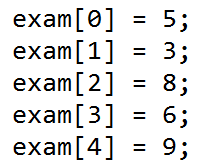 exam[0] = 5;
exam[1] = 3;
exam[2] = 8;
exam[3] = 6;
exam[4] = 9;